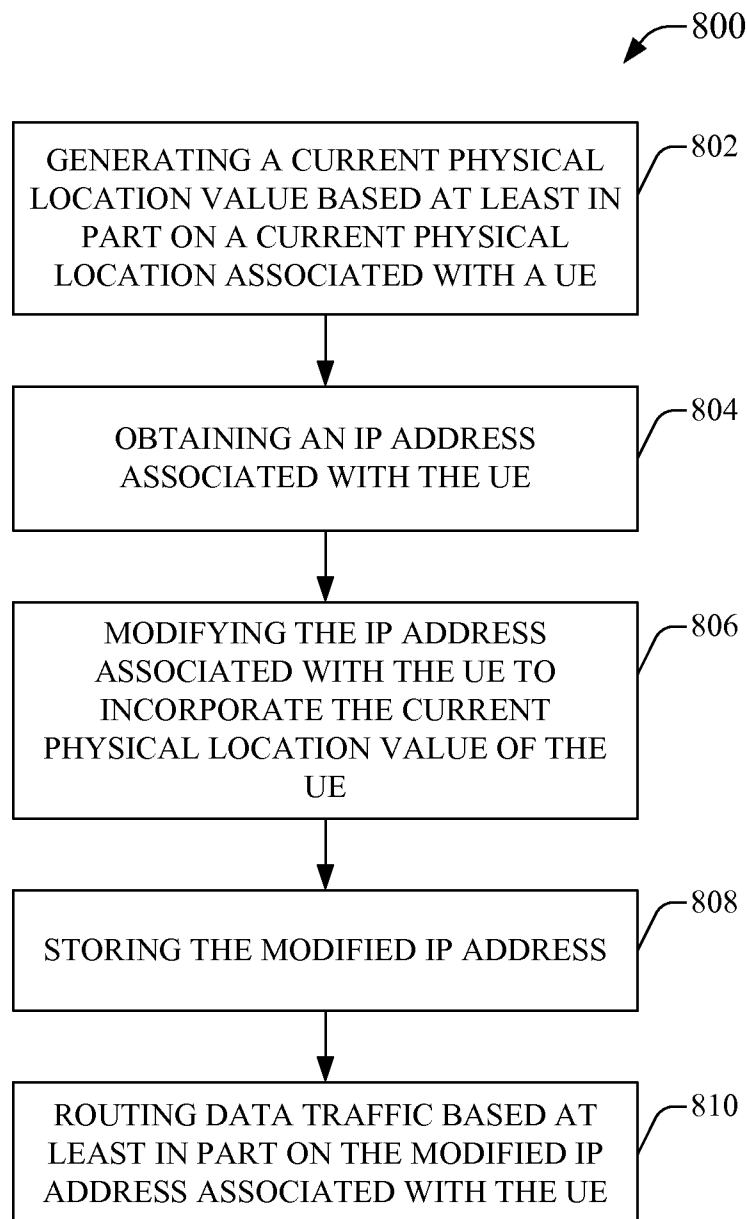 800
GENERATING A CURRENT PHYSICAL
LOCATION VALUE BASED AT LEAST IN
PART ON A CURRENT PHYSICAL
LOCATION ASSOCIATED WITH A UE
802
OBTAINING AN IP ADDRESS
ASSOCIATED WITH THE UE
804
MODIFYING THE IP ADDRESS
ASSOCIATED WITH THE UE TO
INCORPORATE THE CURRENT
PHYSICAL LOCATION VALUE OF THE
UE
806
STORING THE MODIFIED IP ADDRESS
808
ROUTING DATA TRAFFIC BASED AT
LEAST IN PART ON THE MODIFIED IP
ADDRESS ASSOCIATED WITH THE UE
810